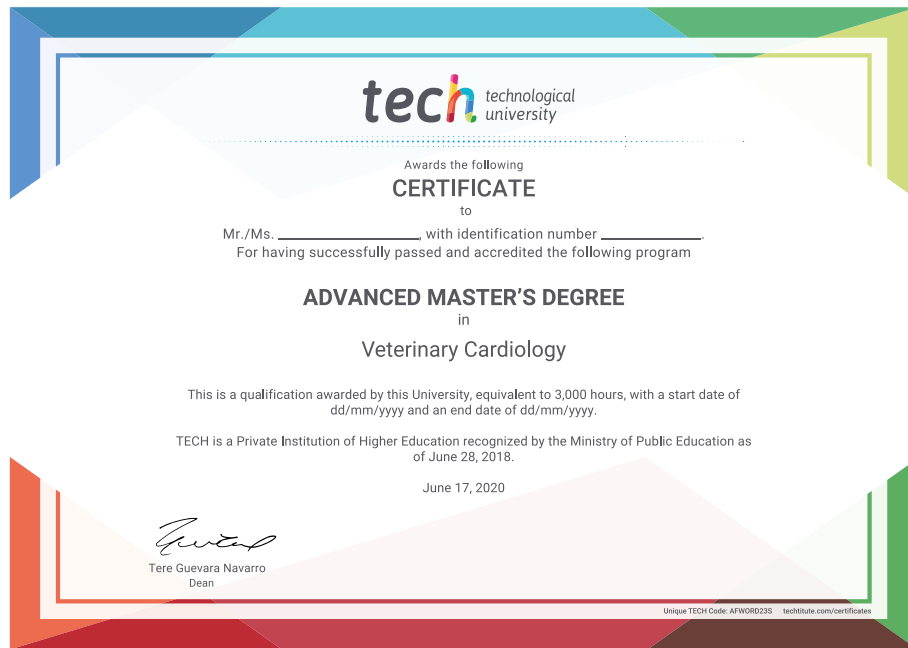 tech technological
university
Awards the following
CERTIFICATE
to
Mr./Ms. ____________________, with identification number ______________.
For having successfully passed and accredited the following program
ADVANCED MASTER'S DEGREE
in
Veterinary Cardiology
This is a qualification awarded by this University, equivalent to 3,000 hours, with a start date of
dd/mm/yyyy and an end date of dd/mm/yyyy.
TECH is a Private Institution of Higher Education recognized by the Ministry of Public Education as
of June 28, 2018.
June 17, 2020
Tere Guevara Navarro
Dean
Unique TECH Code: AFWORD23S techtitute.com/certificates